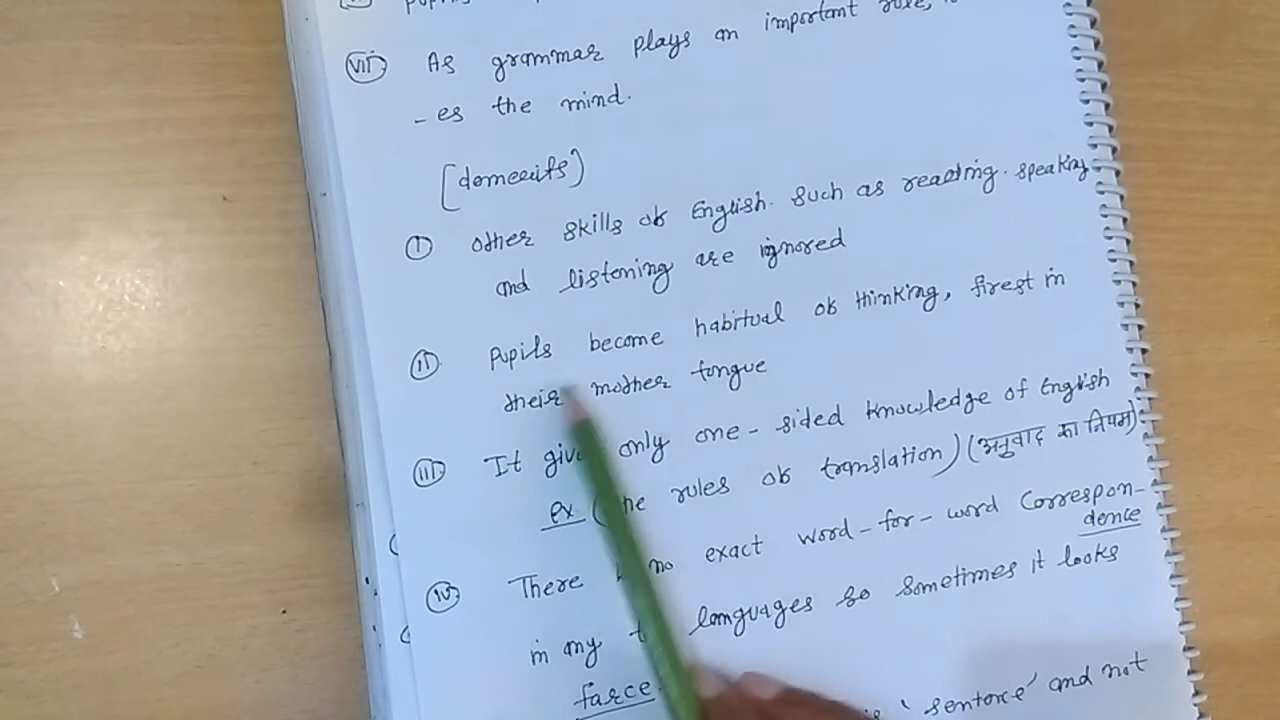 VII As grammar plays an important role,
- es the mind.
[demerits]
I other skills of English. such as reading. speaking
and listening are ignored
II Pupils become habitual of thinking, first in
their mother tongue
III It only one-sided knowledge of English
ex ( rules of translation) (अनुवाद का नियम)
IV There no exact word-for-word Correspon-
dence
in my languages so sometimes it looks
farce.
'sentence' and not